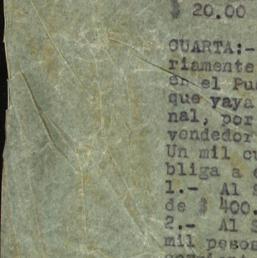 $ 20.00
CUARTA:-
riamente
en el Pu
que vaya
nal, por
vendedor
Un mil cu
bliga a
1.- Al S
de $ 400.
2.- Al S
mil pesos